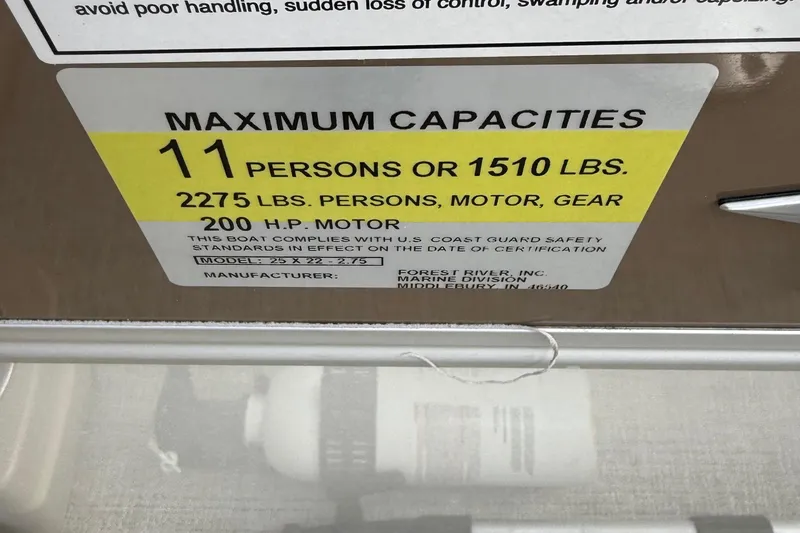 avoid poor handling, sudden loss of control, swamping and/or capsizing.
MAXIMUM CAPACITIES
11 PERSONS OR 1510 LBS.
2275 LBS. PERSONS, MOTOR, GEAR
200 H.P. MOTOR
THIS BOAT COMPLIES WITH U.S. COAST GUARD SAFETY
STANDARDS IN EFFECT ON THE DATE OF CERTIFICATION
MODEL: 25 X 22 - 2.75
MANUFACTURER: FOREST RIVER, INC.
MARINE DIVISION
MIDDLEBURY, IN 46540